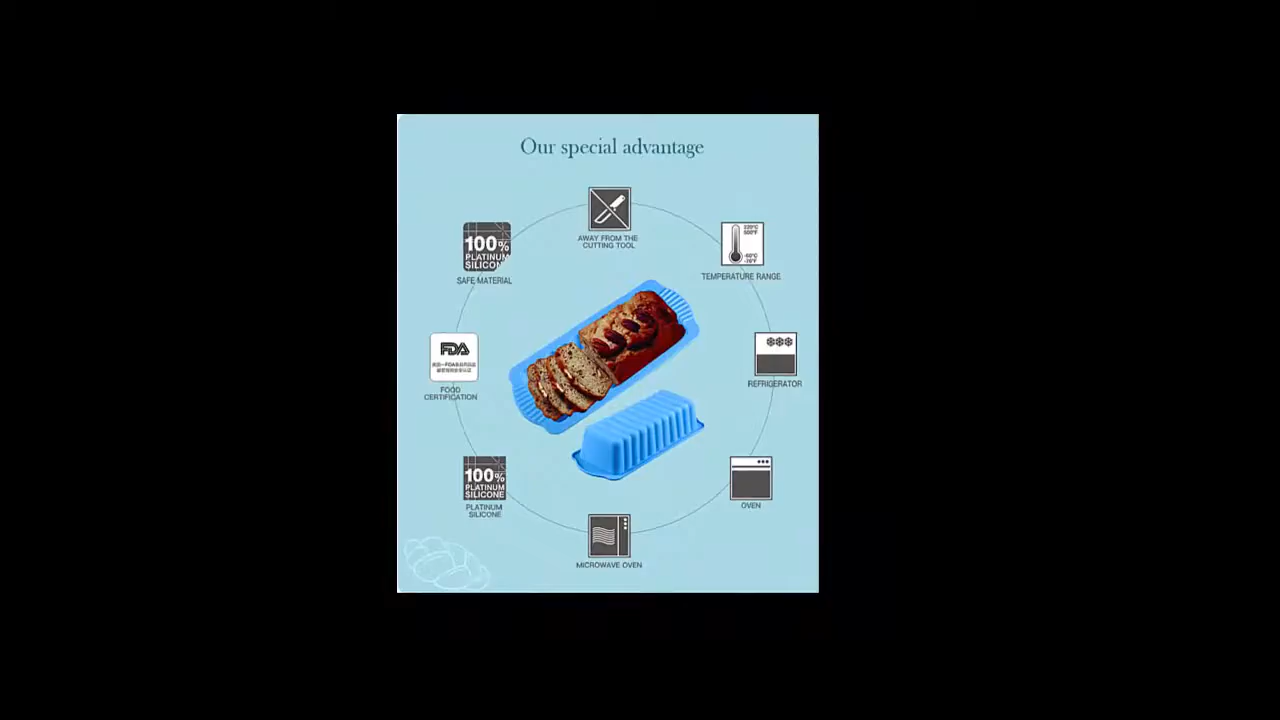 Our special advantage
AWAY FROM THE
CUTTING TOOL
100%
PLATINUM
SILICON
SAFE MATERIAL
TEMPERATURE RANGE
FDA
FOOD
CERTIFICATION
REFRIGERATOR
100%
PLATINUM
SILICONE
PLATINUM
SILICONE
OVEN
MICROWAVE OVEN